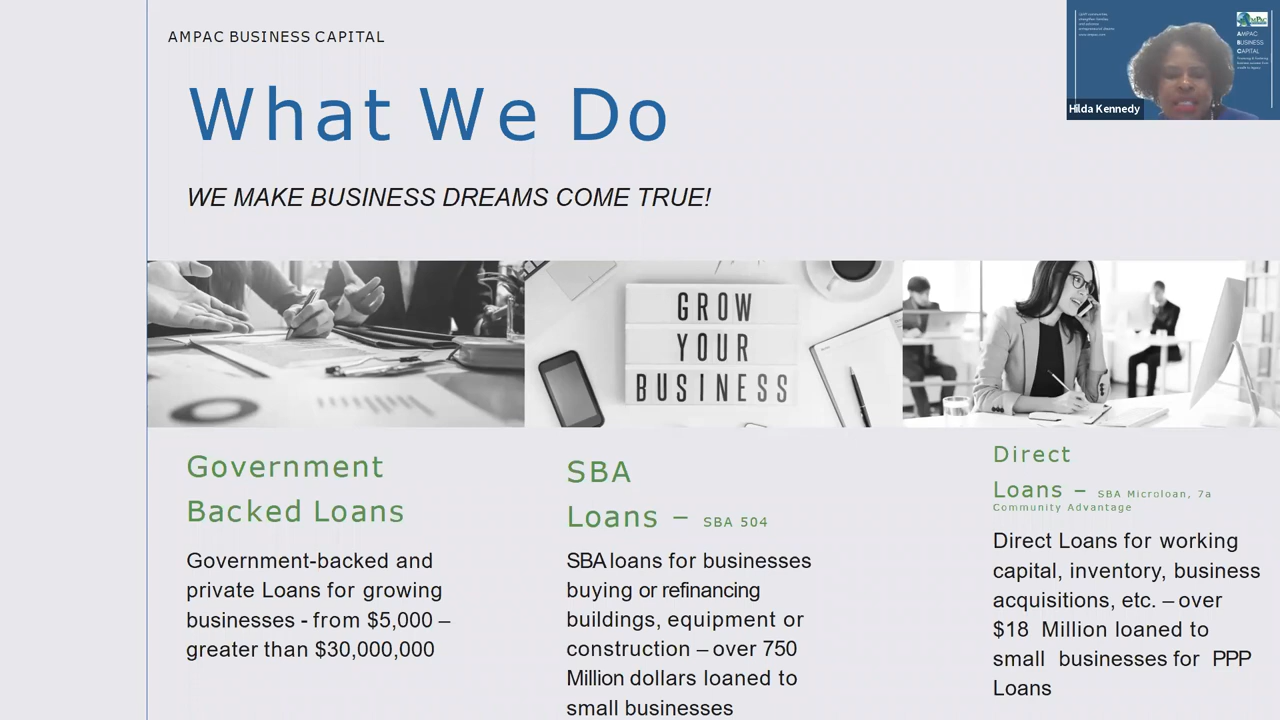 AMPAC BUSINESS CAPITAL
What We Do
WE MAKE BUSINESS DREAMS COME TRUE!
Hilda Kennedy
AMPAC
BUSINESS
CAPITAL
GROW
YOUR
BUSINESS
Government
Backed Loans
Government-backed and
private Loans for growing
businesses - from $5,000 –
greater than $30,000,000
SBA
Loans – SBA 504
SBA loans for businesses
buying or refinancing
buildings, equipment or
construction – over 750
Million dollars loaned to
small businesses
Direct
Loans – SBA Microloan, 7a
Community Advantage
Direct Loans for working
capital, inventory, business
acquisitions, etc. – over
$18 Million loaned to
small businesses for PPP
Loans